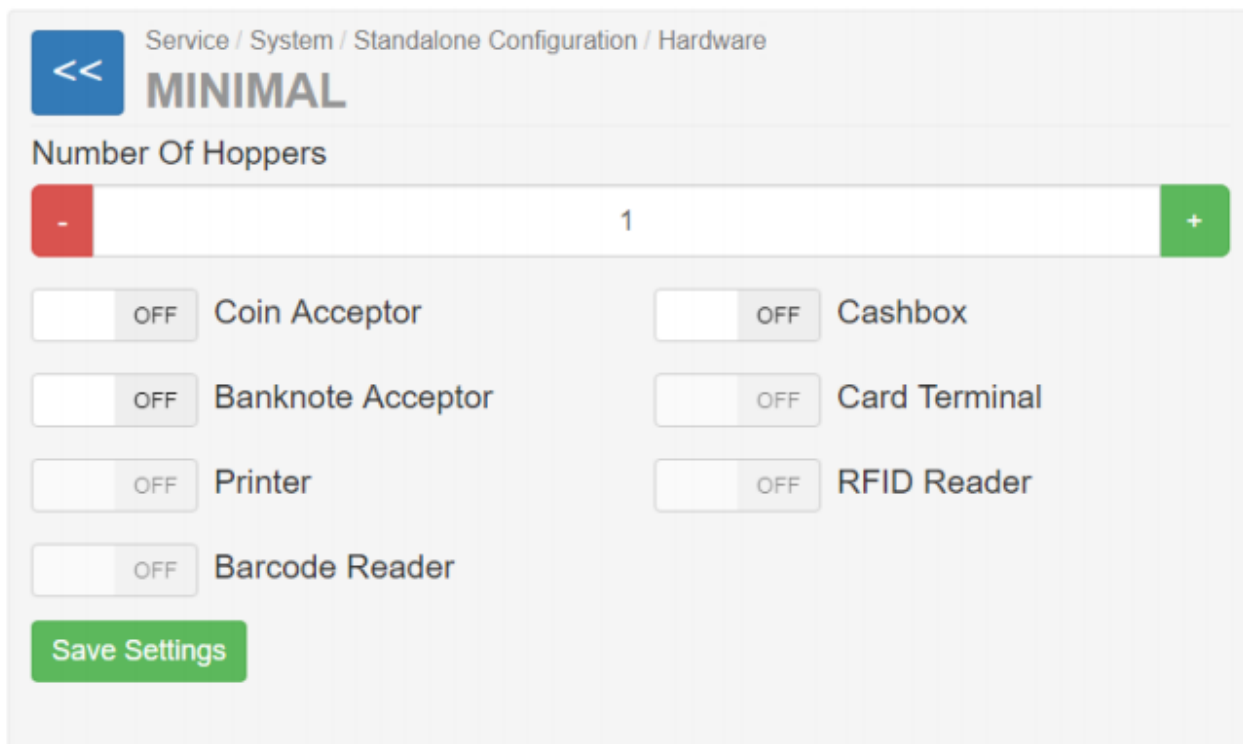 <<
Service / System / Standalone Configuration / Hardware
MINIMAL
Number Of Hoppers
- 1 +
OFF Coin Acceptor OFF Cashbox
OFF Banknote Acceptor OFF Card Terminal
OFF Printer OFF RFID Reader
OFF Barcode Reader
Save Settings